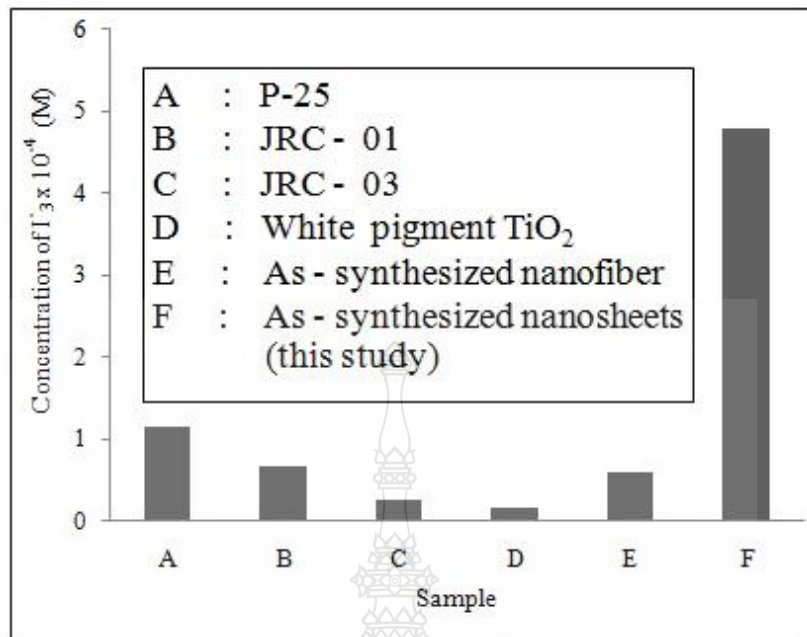 6
5
4
3
2
1
0
Concentration of I⁻₃ x 10⁻⁴ (M)
A : P-25
B : JRC - 01
C : JRC - 03
D : White pigment TiO₂
E : As - synthesized nanofiber
F : As - synthesized nanosheets
(this study)
A B C D E F
Sample